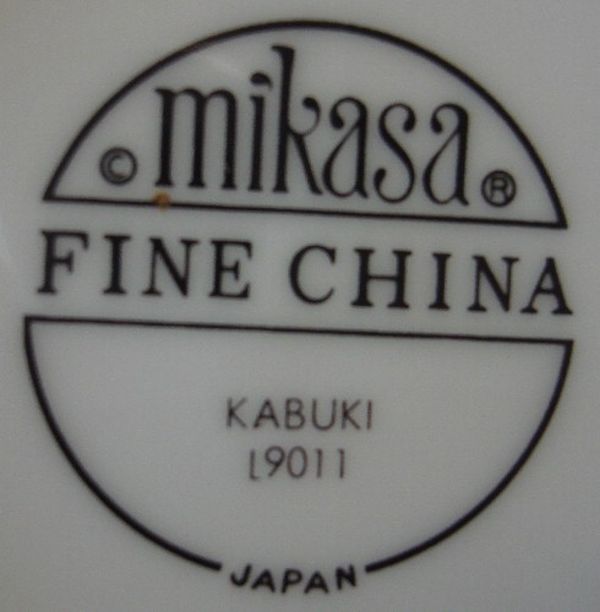 © mikasa ®
FINE CHINA
KABUKI
L9011
JAPAN